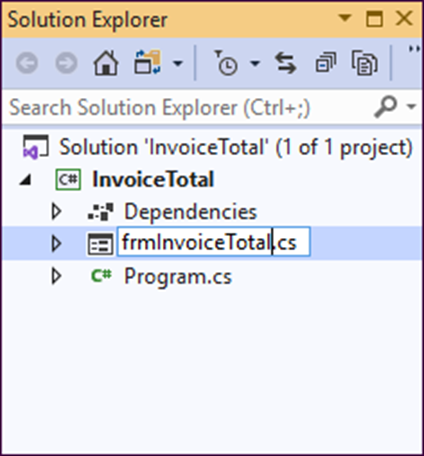 Solution Explorer
Search Solution Explorer (Ctrl+;)
Solution 'InvoiceTotal' (1 of 1 project)
C# InvoiceTotal
Dependencies
frmInvoiceTotal.cs
C# Program.cs